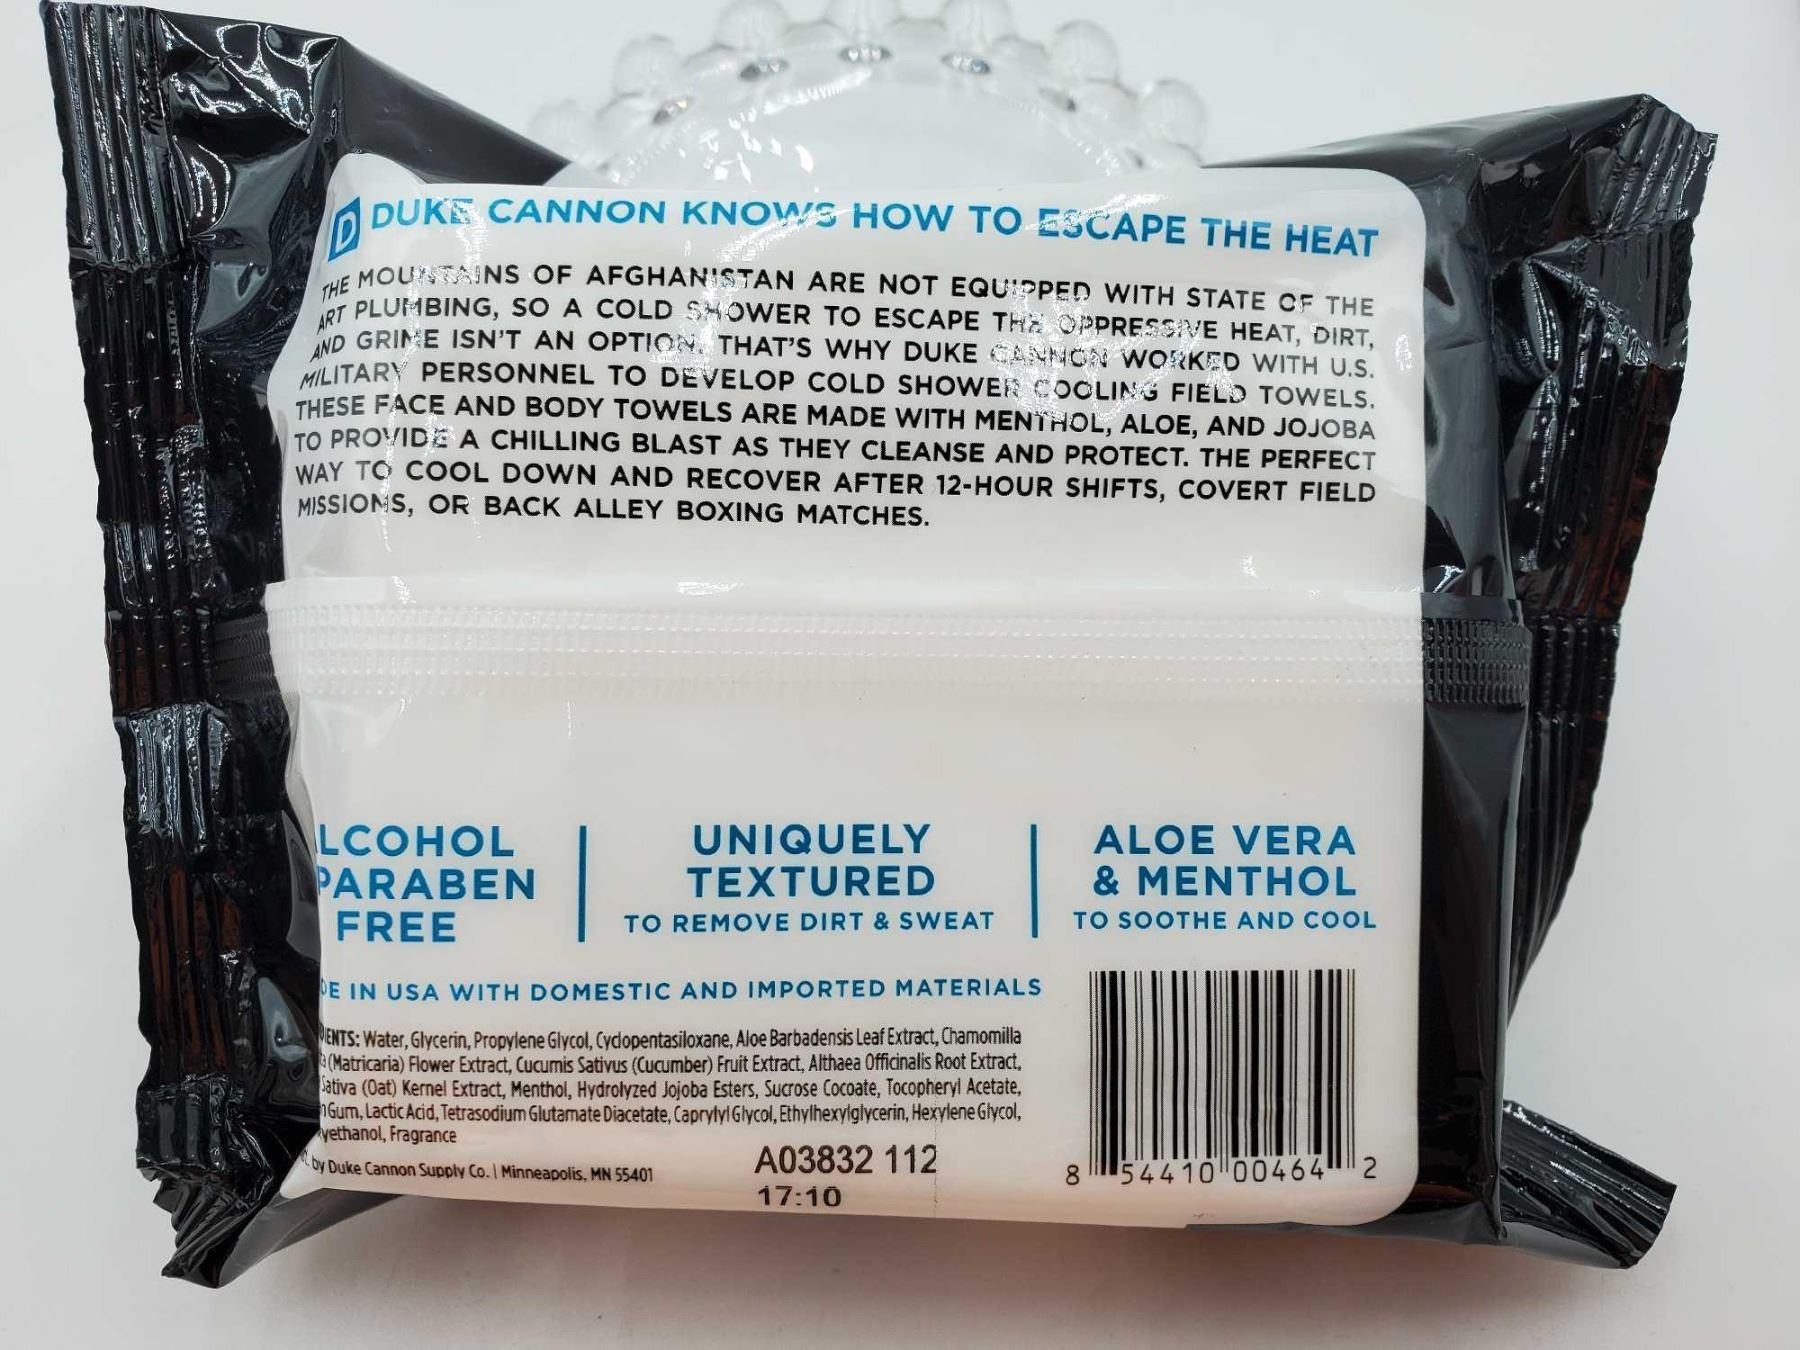 D DUKE CANNON KNOWS HOW TO ESCAPE THE HEAT
THE MOUNTAINS OF AFGHANISTAN ARE NOT EQUIPPED WITH STATE OF THE
ART PLUMBING, SO A COLD SHOWER TO ESCAPE THE OPPRESSIVE HEAT, DIRT,
AND GRIME ISN'T AN OPTION. THAT'S WHY DUKE CANNON WORKED WITH U.S.
MILITARY PERSONNEL TO DEVELOP COLD SHOWER COOLING FIELD TOWELS.
THESE FACE AND BODY TOWELS ARE MADE WITH MENTHOL, ALOE, AND JOJOBA
TO PROVIDE A CHILLING BLAST AS THEY CLEANSE AND PROTECT. THE PERFECT
WAY TO COOL DOWN AND RECOVER AFTER 12-HOUR SHIFTS, COVERT FIELD
MISSIONS, OR BACK ALLEY BOXING MATCHES.
LCOHOL
PARABEN
FREE
UNIQUELY
TEXTURED
TO REMOVE DIRT & SWEAT
ALOE VERA
& MENTHOL
TO SOOTHE AND COOL
DE IN USA WITH DOMESTIC AND IMPORTED MATERIALS
IENTS: Water, Glycerin, Propylene Glycol, Cyclopentasiloxane, Aloe Barbadensis Leaf Extract, Chamomilla
(Matricaria) Flower Extract, Cucumis Sativus (Cucumber) Fruit Extract, Althaea Officinalis Root Extract,
Sativa (Oat) Kernel Extract, Menthol, Hydrolyzed Jojoba Esters, Sucrose Cocoate, Tocopheryl Acetate,
Gum, Lactic Acid, Tetrasodium Glutamate Diacetate, Caprylyl Glycol, Ethylhexylglycerin, Hexylene Glycol,
yethanol, Fragrance
by Duke Cannon Supply Co. | Minneapolis, MN 55401
A03832 112
17:10
8 54410 00464 2